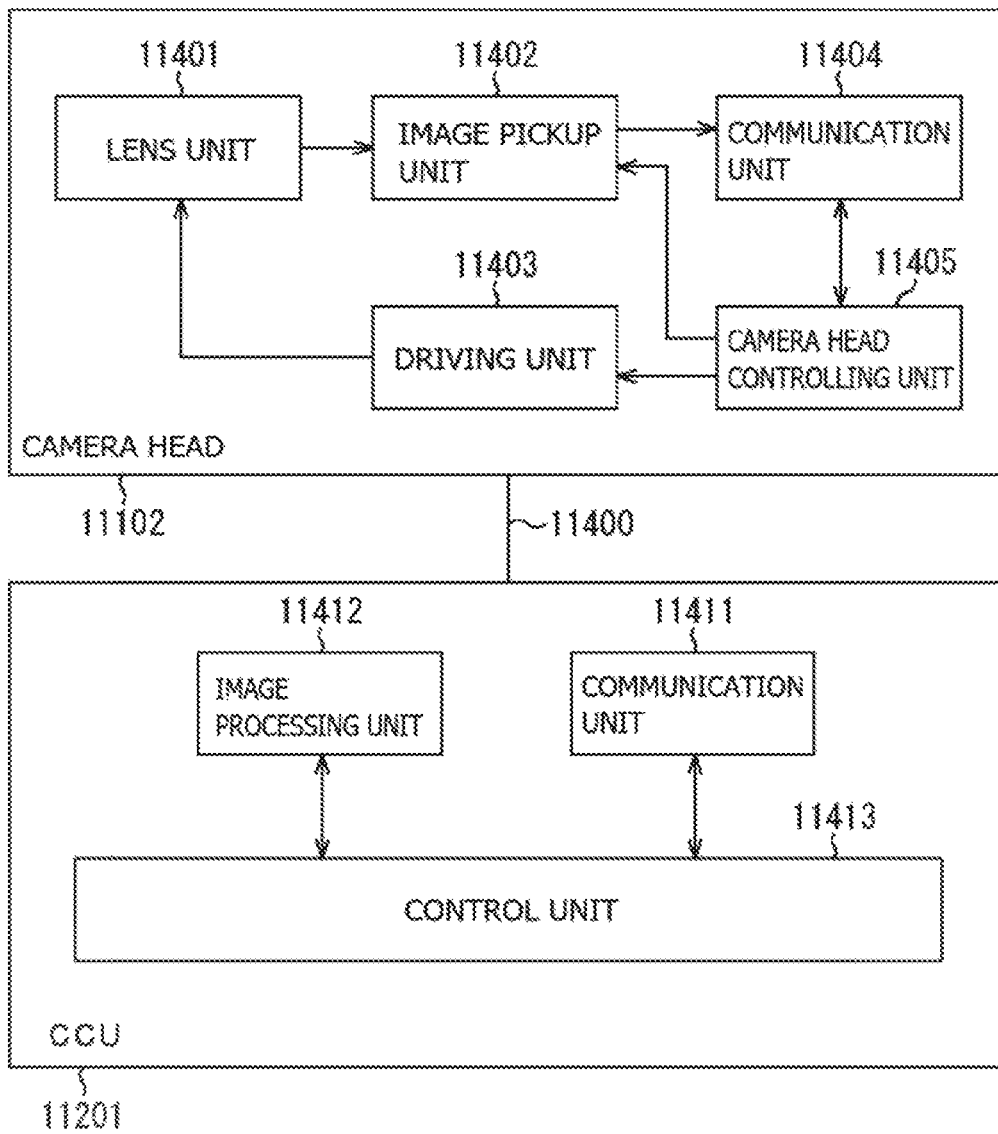 11401
11402
11404
LENS UNIT
IMAGE PICKUP
UNIT
COMMUNICATION
UNIT
11403
11405
DRIVING UNIT
CAMERA HEAD
CONTROLLING UNIT
CAMERA HEAD
11102
11400
11412
11411
IMAGE
PROCESSING UNIT
COMMUNICATION
UNIT
11413
CONTROL UNIT
CCU
11201